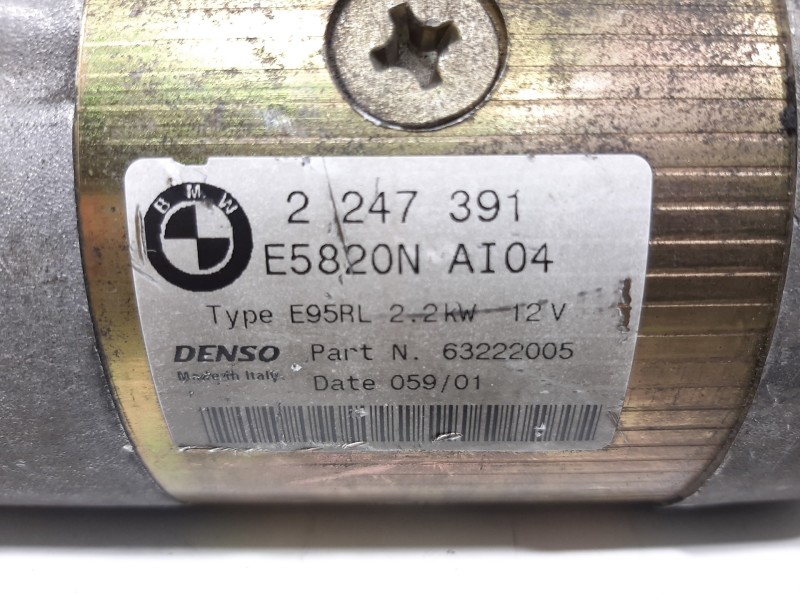 BMW
2 247 391
E5820N AI04
Type E95RL 2.2kW 12V
DENSO Part N. 63222005
Made in Italy.
Date 059/01